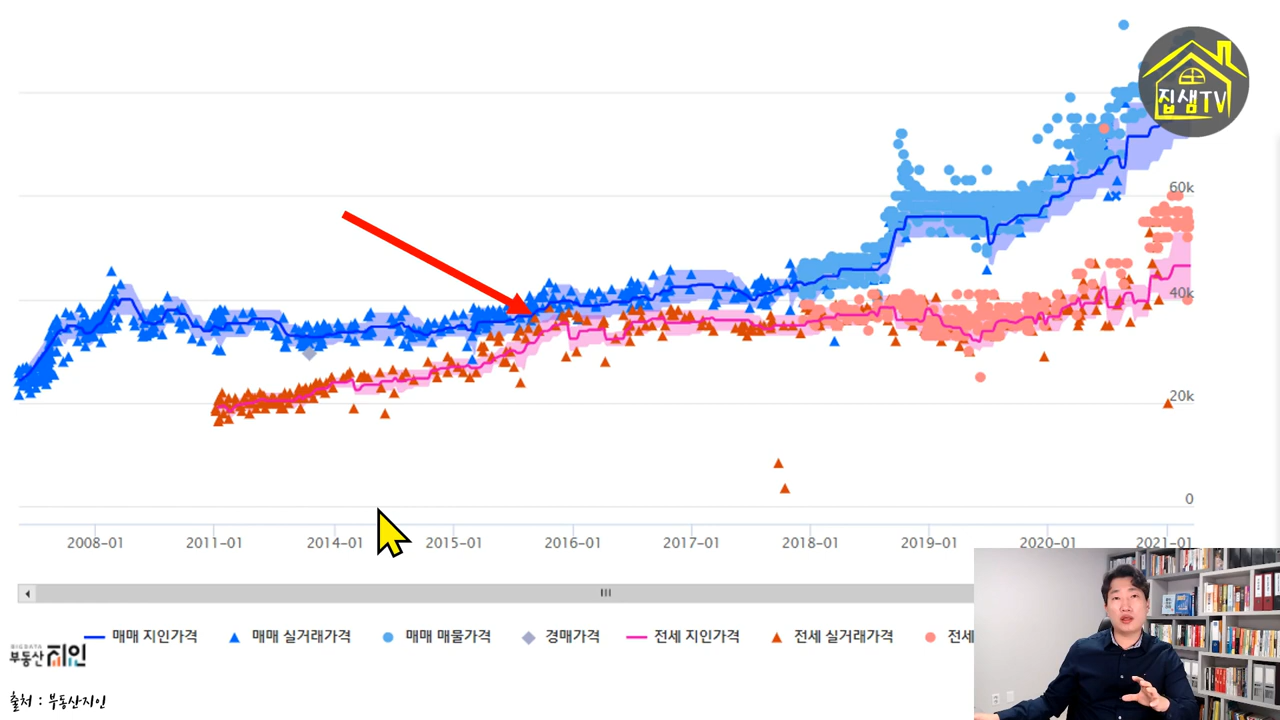 집샘TV
60k
40k
20k
0
2008-01 2011-01 2014-01 2015-01 2016-01 2017-01 2018-01 2019-01 2020-01 2021-01
매매 지인가격 매매 실거래가격 매매 매물가격 경매가격 전세 지인가격 전세 실거래가격 전세
BIGDATA
부동산지인
출처 : 부동산지인